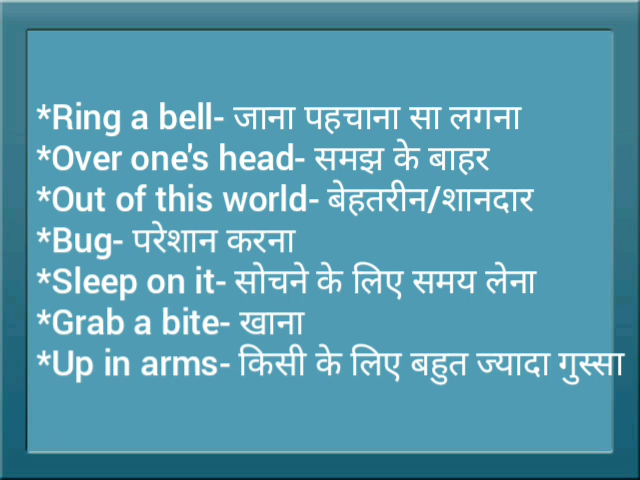 *Ring a bell- जाना पहचाना सा लगना
*Over one's head- समझ के बाहर
*Out of this world- बेहतरीन/शानदार
*Bug- परेशान करना
*Sleep on it- सोचने के लिए समय लेना
*Grab a bite- खाना
*Up in arms- किसी के लिए बहुत ज्यादा गुस्सा